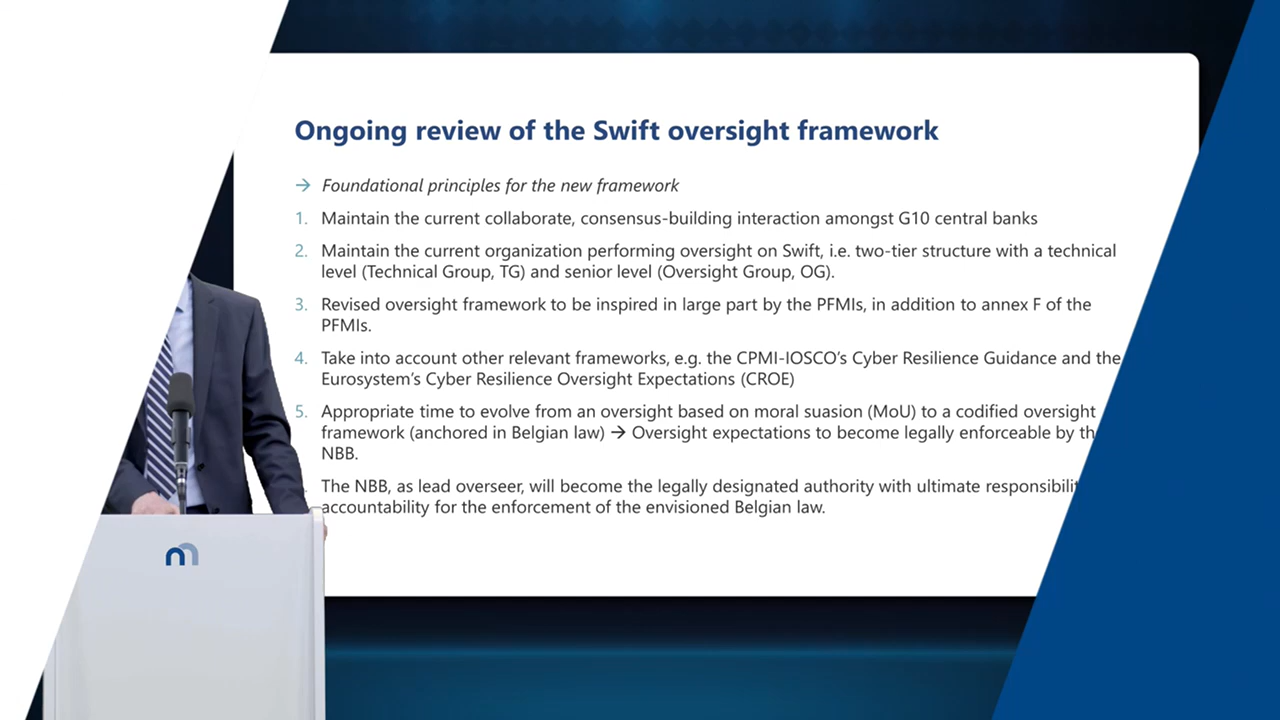 Ongoing review of the Swift oversight framework
→ Foundational principles for the new framework
1. Maintain the current collaborate, consensus-building interaction amongst G10 central banks
2. Maintain the current organization performing oversight on Swift, i.e. two-tier structure with a technical
level (Technical Group, TG) and senior level (Oversight Group, OG).
3. Revised oversight framework to be inspired in large part by the PFMIs, in addition to annex F of the
PFMIs.
4. Take into account other relevant frameworks, e.g. the CPMI-IOSCO’s Cyber Resilience Guidance and the
Eurosystem’s Cyber Resilience Oversight Expectations (CROE)
5. Appropriate time to evolve from an oversight based on moral suasion (MoU) to a codified oversight
framework (anchored in Belgian law) → Oversight expectations to become legally enforceable by
NBB.
The NBB, as lead overseer, will become the legally designated authority with ultimate
accountability for the enforcement of the envisioned Belgian law.